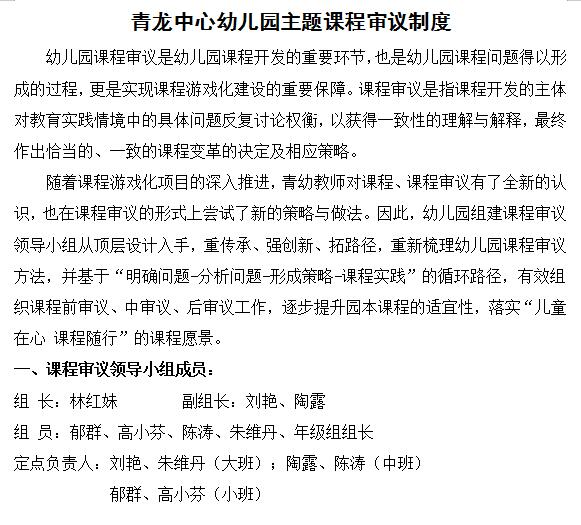 青龙中心幼儿园主题课程审议制度
幼儿园课程审议是幼儿园课程开发的重要环节，也是幼儿园课程问题得以形
成的过程，更是实现课程游戏化建设的重要保障。课程审议是指课程开发的主体
对教育实践情境中的具体问题反复讨论权衡，以获得一致性的理解与解释，最终
作出恰当的、一致的课程变革的决定及相应策略。
随着课程游戏化项目的深入推进，青幼教师对课程、课程审议有了全新的认
识，也在课程审议的形式上尝试了新的策略与做法。因此，幼儿园组建课程审议
领导小组从顶层设计入手，重传承、强创新、拓路径，重新梳理幼儿园课程审议
方法，并基于“明确问题-分析问题-形成策略-课程实践”的循环路径，有效组
织课程前审议、中审议、后审议工作，逐步提升园本课程的适宜性，落实“儿童
在心 课程随行”的课程愿景。
一、课程审议领导小组成员：
组 长：林红妹 副组长：刘艳、陶露
组 员：郁群、高小芬、陈涛、朱维丹、年级组组长
定点负责人：刘艳、朱维丹（大班）；陶露、陈涛（中班）
郁群、高小芬（小班）